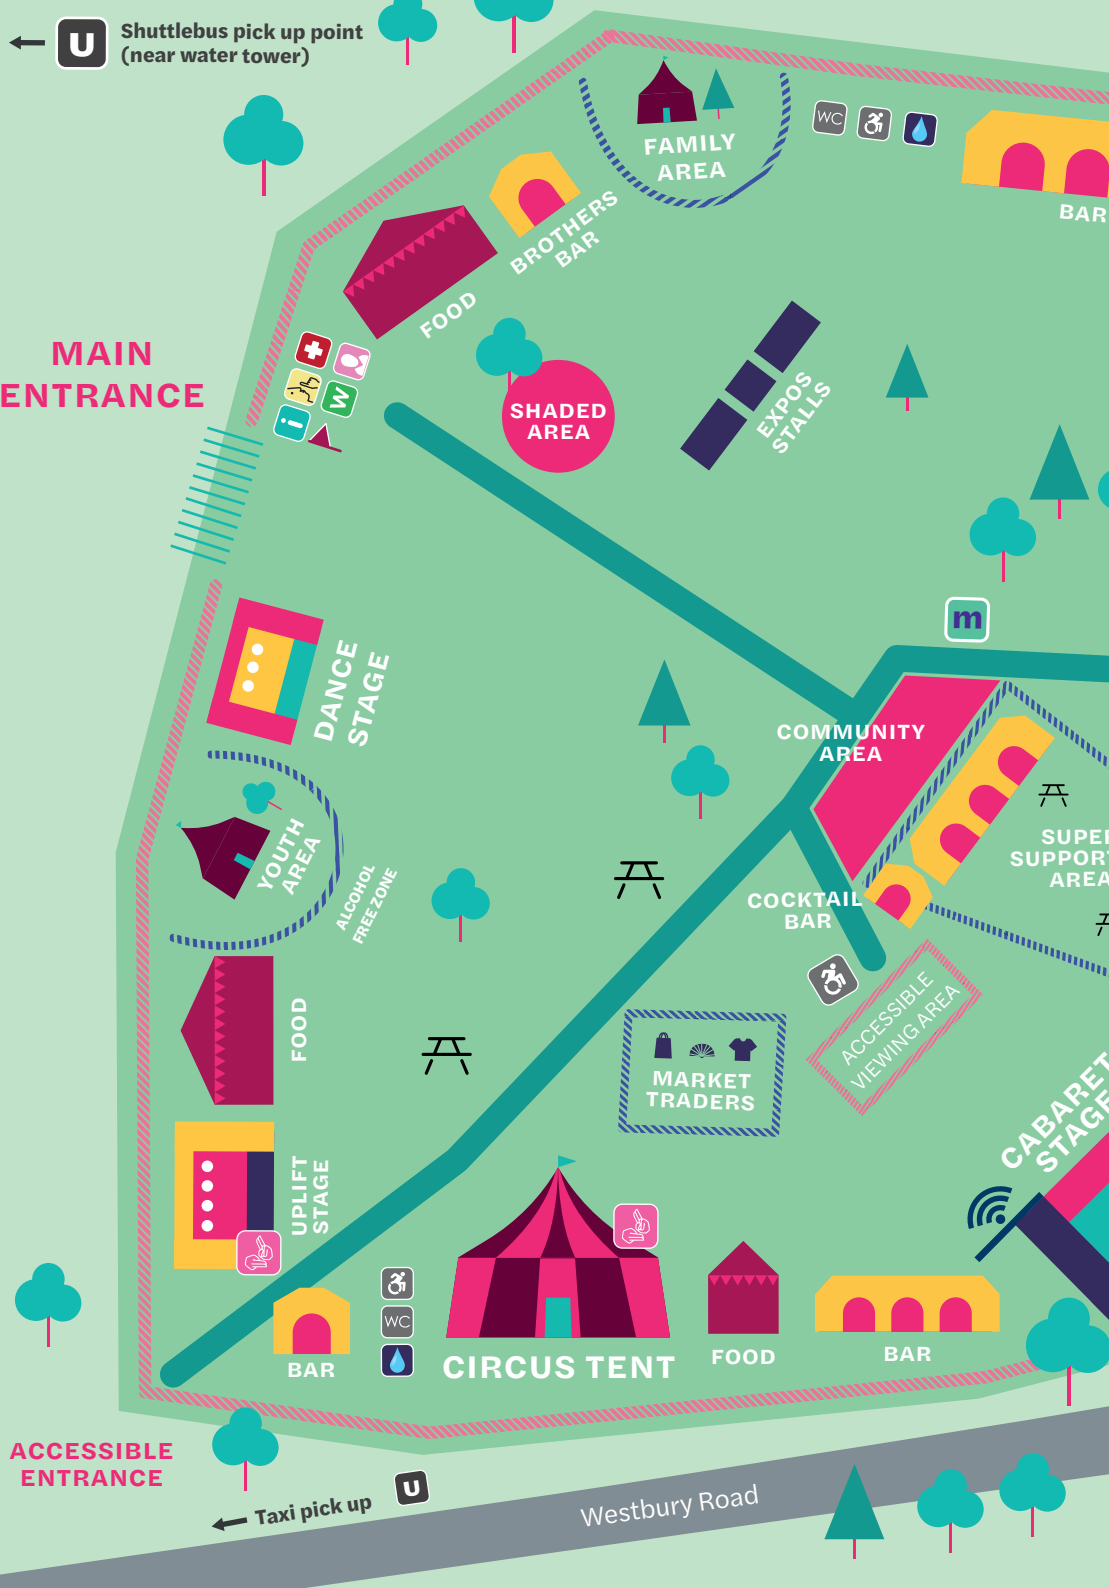 U
Shuttlebus pick up point
(near water tower)
FAMILY
AREA
WC
BAR
BROTHERS
BAR
FOOD
MAIN
ENTRANCE
W
i
SHADED
AREA
EXPOS
STALLS
m
DANCE
STAGE
COMMUNITY
AREA
YOUTH
AREA
ALCOHOL
FREE ZONE
SUPER
SUPPORT
AREA
COCKTAIL
BAR
ACCESSIBLE
VIEWING AREA
FOOD
MARKET
TRADERS
CABARET
STAGE
UPLIFT
STAGE
WC
BAR
CIRCUS TENT
FOOD
BAR
ACCESSIBLE
ENTRANCE
U
Taxi pick up
Westbury Road